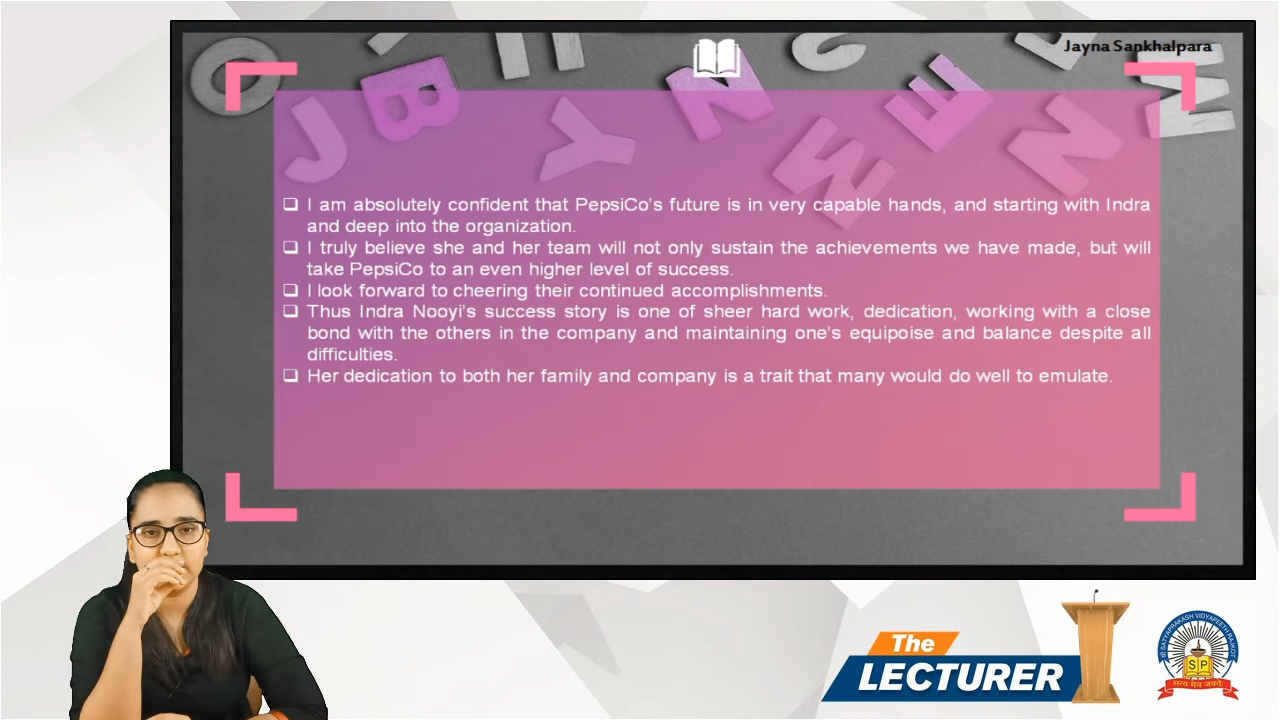 Jayna Sankhalpara
❑ I am absolutely confident that PepsiCo's future is in very capable hands, and starting with Indra
and deep into the organization.
❑ I truly believe she and her team will not only sustain the achievements we have made, but will
take PepsiCo to an even higher level of success.
❑ I look forward to cheering their continued accomplishments.
❑ Thus Indra Nooyi's success story is one of sheer hard work, dedication, working with a close
bond with the others in the company and maintaining one's equipoise and balance despite all
difficulties.
❑ Her dedication to both her family and company is a trait that many would do well to emulate.
The
LECTURER
SATYAPRAKASH VIDYAPEETH RAJKOT
S P
सत्य मेव जयते